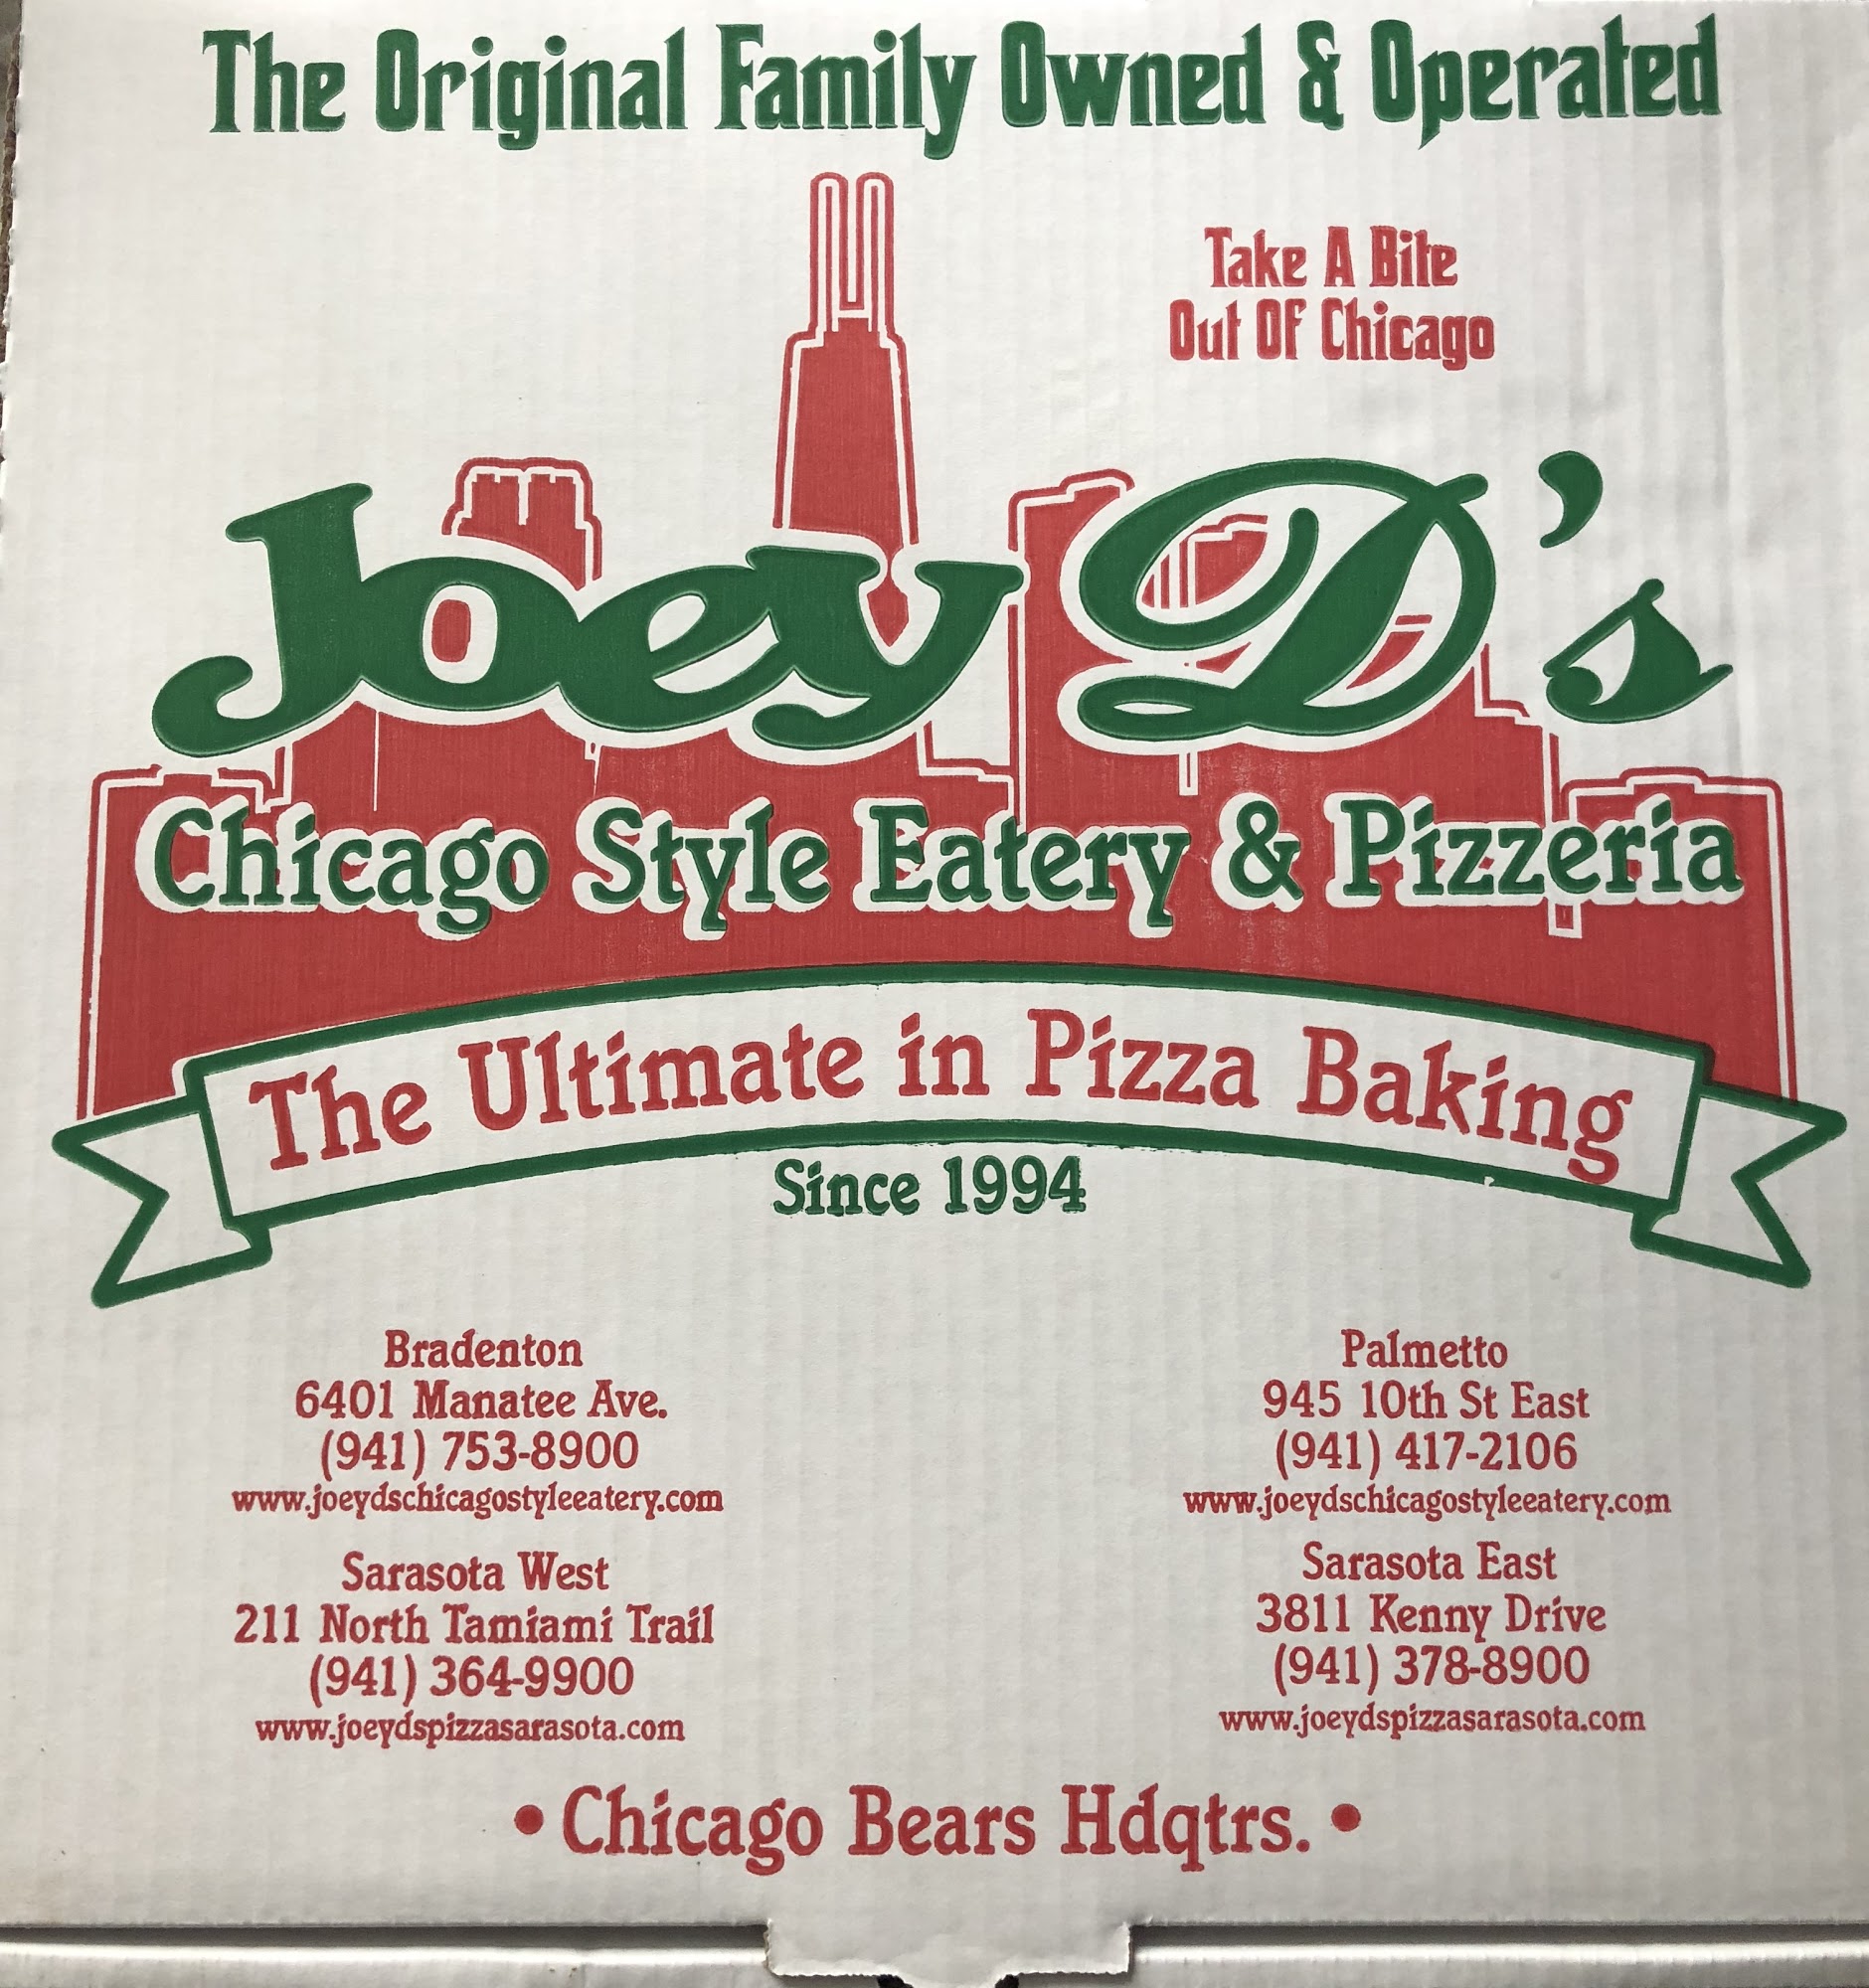 The Original Family Owned & Operated
Take A Bite
Out Of Chicago
Joey D's
Chicago Style Eatery & Pizzeria
The Ultimate in Pizza Baking
Since 1994
Bradenton
6401 Manatee Ave.
(941) 753-8900
www.joeydschicagostyleeatery.com
Palmetto
945 10th St East
(941) 417-2106
www.joeydschicagostyleeatery.com
Sarasota West
211 North Tamiami Trail
(941) 364-9900
www.joeydspizzasarasota.com
Sarasota East
3811 Kenny Drive
(941) 378-8900
www.joeydspizzasarasota.com
• Chicago Bears Hdqtrs. •